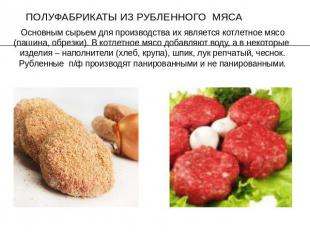 ПОЛУФАБРИКАТЫ ИЗ РУБЛЕННОГО МЯСА
Основным сырьем для производства их является котлетное мясо
(пашина, обрезки). В котлетное мясо добавляют воду, а в некоторые
изделия – наполнители (хлеб, крупа), шпик, лук репчатый, чеснок.
Рубленные п/ф производят панированными и не панированными.